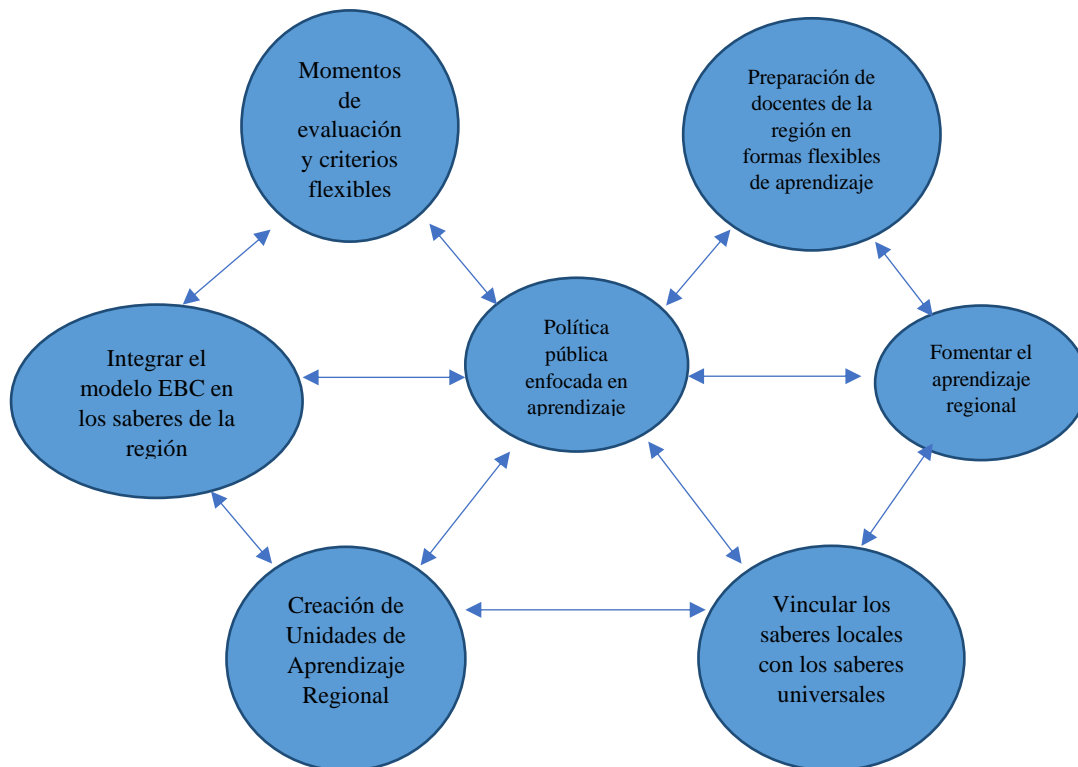 Momentos
de
evaluación
y criterios
flexibles
Preparación de
docentes de la
región en
formas flexibles
de aprendizaje
Política
pública
enfocada en
aprendizaje
Integrar el
modelo EBC en
los saberes de la
región
Fomentar el
aprendizaje
regional
Creación de
Unidades de
Aprendizaje
Regional
Vincular los
saberes locales
con los saberes
universales